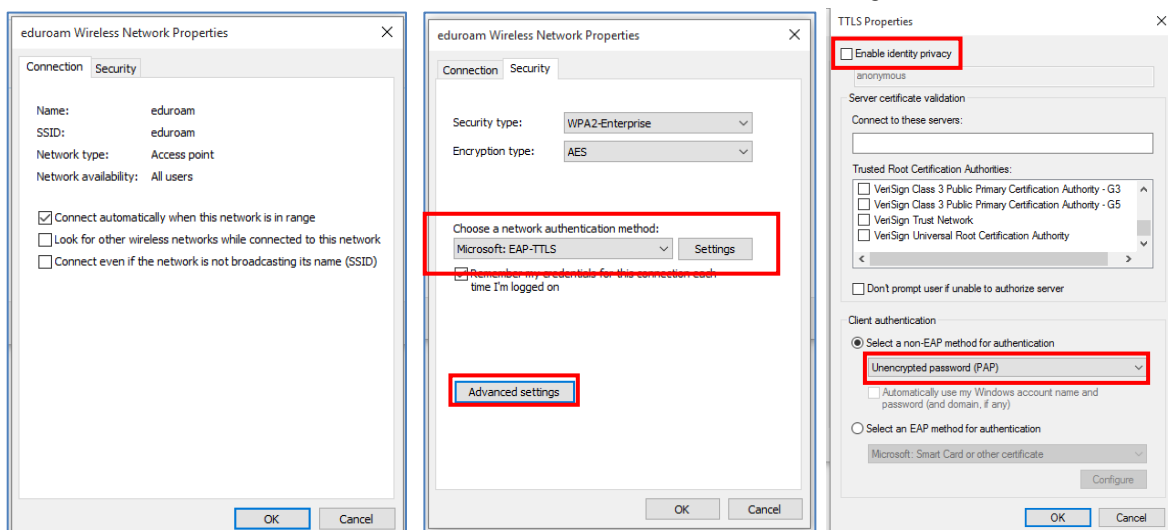 eduroam Wireless Network Properties
Connection Security
Name: eduroam
SSID: eduroam
Network type: Access point
Network availability: All users
Connect automatically when this network is in range
Look for other wireless networks while connected to this network
Connect even if the network is not broadcasting its name (SSID)
OK Cancel
eduroam Wireless Network Properties
Connection Security
Security type: WPA2-Enterprise
Encryption type: AES
Choose a network authentication method:
Microsoft: EAP-TTLS Settings
Remember my credentials for this connection each
time I'm logged on
Advanced settings
OK Cancel
TTLS Properties
Enable identity privacy
anonymous
Server certificate validation
Connect to these servers:
Trusted Root Certification Authorities:
VeriSign Class 3 Public Primary Certification Authority - G3
VeriSign Class 3 Public Primary Certification Authority - G5
VeriSign Trust Network
VeriSign Universal Root Certification Authority
Don't prompt user if unable to authorize server
Client authentication
Select a non-EAP method for authentication
Unencrypted password (PAP)
Automatically use my Windows account name and
password (and domain, if any)
Select an EAP method for authentication
Microsoft: Smart Card or other certificate
Configure
OK Cancel